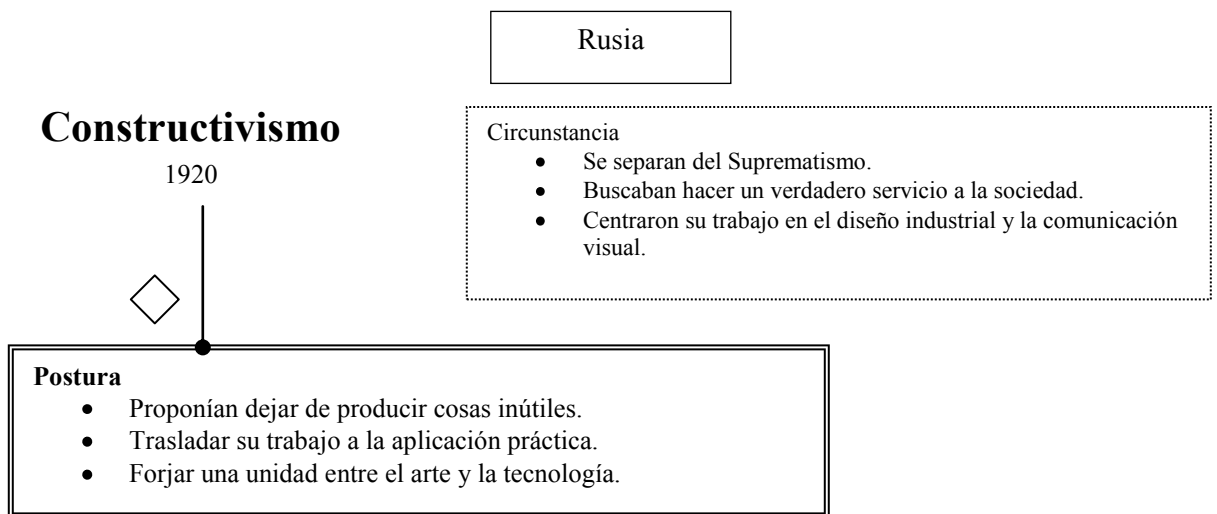 Rusia
Constructivismo
1920
Circunstancia
• Se separan del Suprematismo.
• Buscaban hacer un verdadero servicio a la sociedad.
• Centraron su trabajo en el diseño industrial y la comunicación
visual.
Postura
• Proponían dejar de producir cosas inútiles.
• Trasladar su trabajo a la aplicación práctica.
• Forjar una unidad entre el arte y la tecnología.